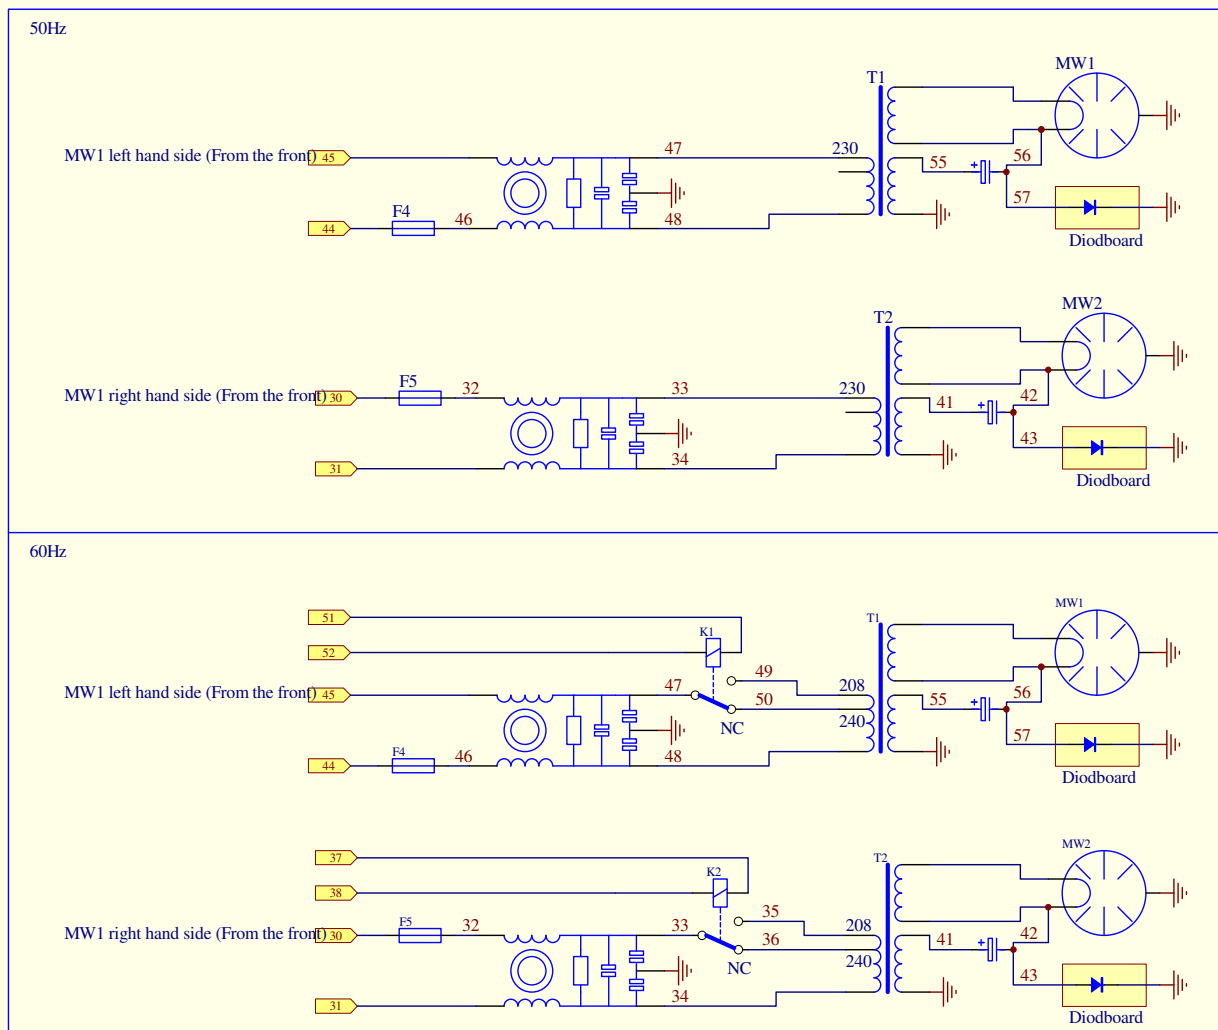 50Hz
MW1
T1
MW1 left hand side (From the front) 45 47 230 55 + 56
57
F4
44 46 48
Diodboard
MW2
T2
F5
MW1 right hand side (From the front) 30 32 33 230 41 + 42
43
31 34
Diodboard
60Hz
51 T1 MW1
K1
52
49
MW1 left hand side (From the front) 45 47 50 208 55 + 56
240
NC
57
F4
44 46 48
Diodboard
37 T2 MW2
K2
38
35
F5
MW1 right hand side (From the front) 30 32 33 36 208 41 + 42
240
NC
43
31 34
Diodboard